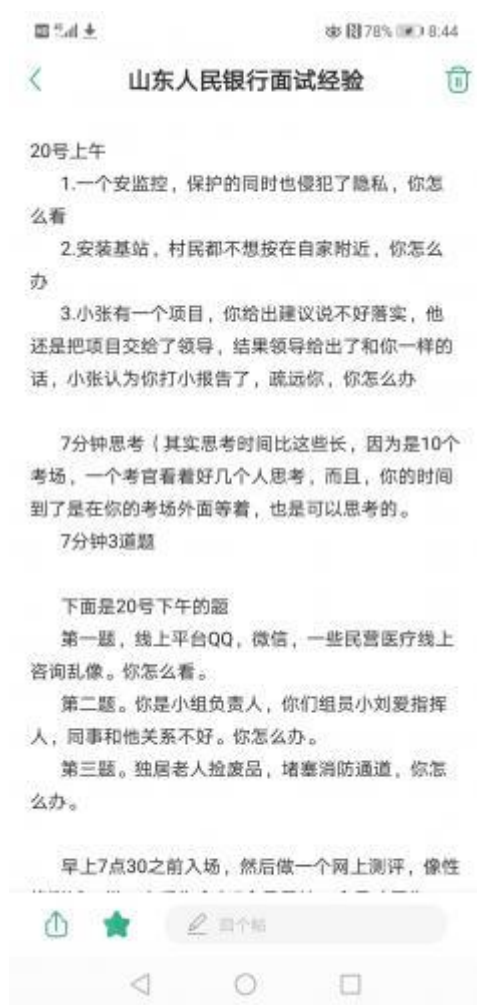 78% 8:44
山东人民银行面试经验
20号上午
1.一个安监控，保护的同时也侵犯了隐私，你怎
么看
2.安装基站，村民都不想按在自家附近，你怎么
办
3.小张有一个项目，你给出建议说不好落实，他
还是把项目交给了领导，结果领导给出了和你一样的
话，小张认为你打小报告了，疏远你，你怎么办
7分钟思考（其实思考时间比这些长，因为是10个
考场，一个考官看着好几个人思考，而且，你的时间
到了是在你的考场外面等着，也是可以思考的。
7分钟3道题
下面是20号下午的题
第一题，线上平台QQ，微信，一些民营医疗线上
咨询乱像。你怎么看。
第二题。你是小组负责人，你们组员小刘爱指挥
人，同事和他关系不好。你怎么办。
第三题。独居老人捡废品，堵塞消防通道，你怎
么办。
早上7点30之前入场，然后做一个网上测评，像性
回个帖